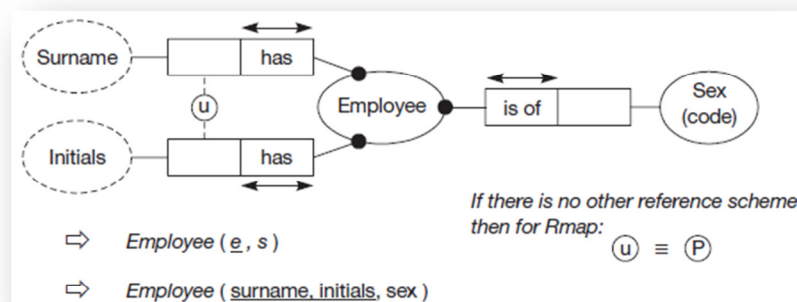 Surname
has
u
Employee
is of
Sex
(code)
Initials
has
If there is no other reference scheme
then for Rmap:
u ≡ P
⇨ Employee ( e , s )
⇨ Employee ( surname, initials, sex )